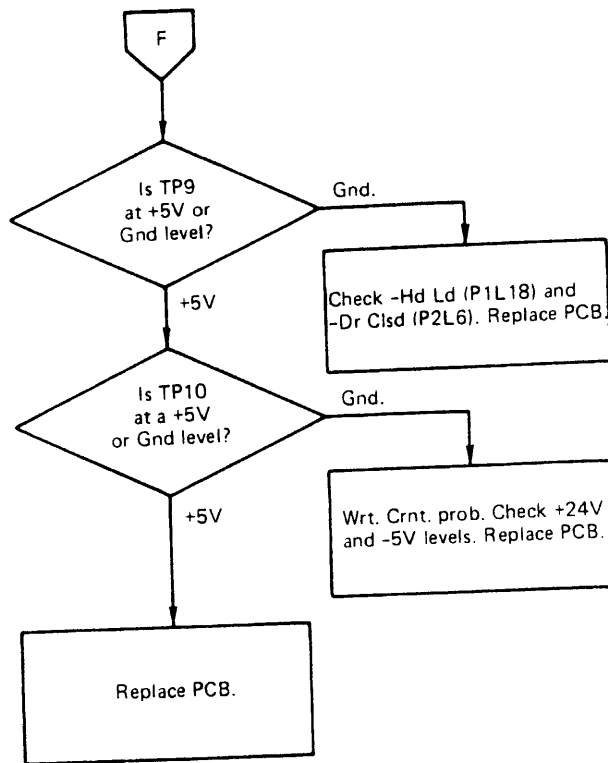 F
Is TP9
at +5V or
Gnd level?
Gnd.
Check -Hd Ld (P1L18) and
-Dr Clsd (P2L6). Replace PCB.
+5V
Is TP10
at a +5V
or Gnd level?
Gnd.
Wrt. Crnt. prob. Check +24V
and -5V levels. Replace PCB.
+5V
Replace PCB.